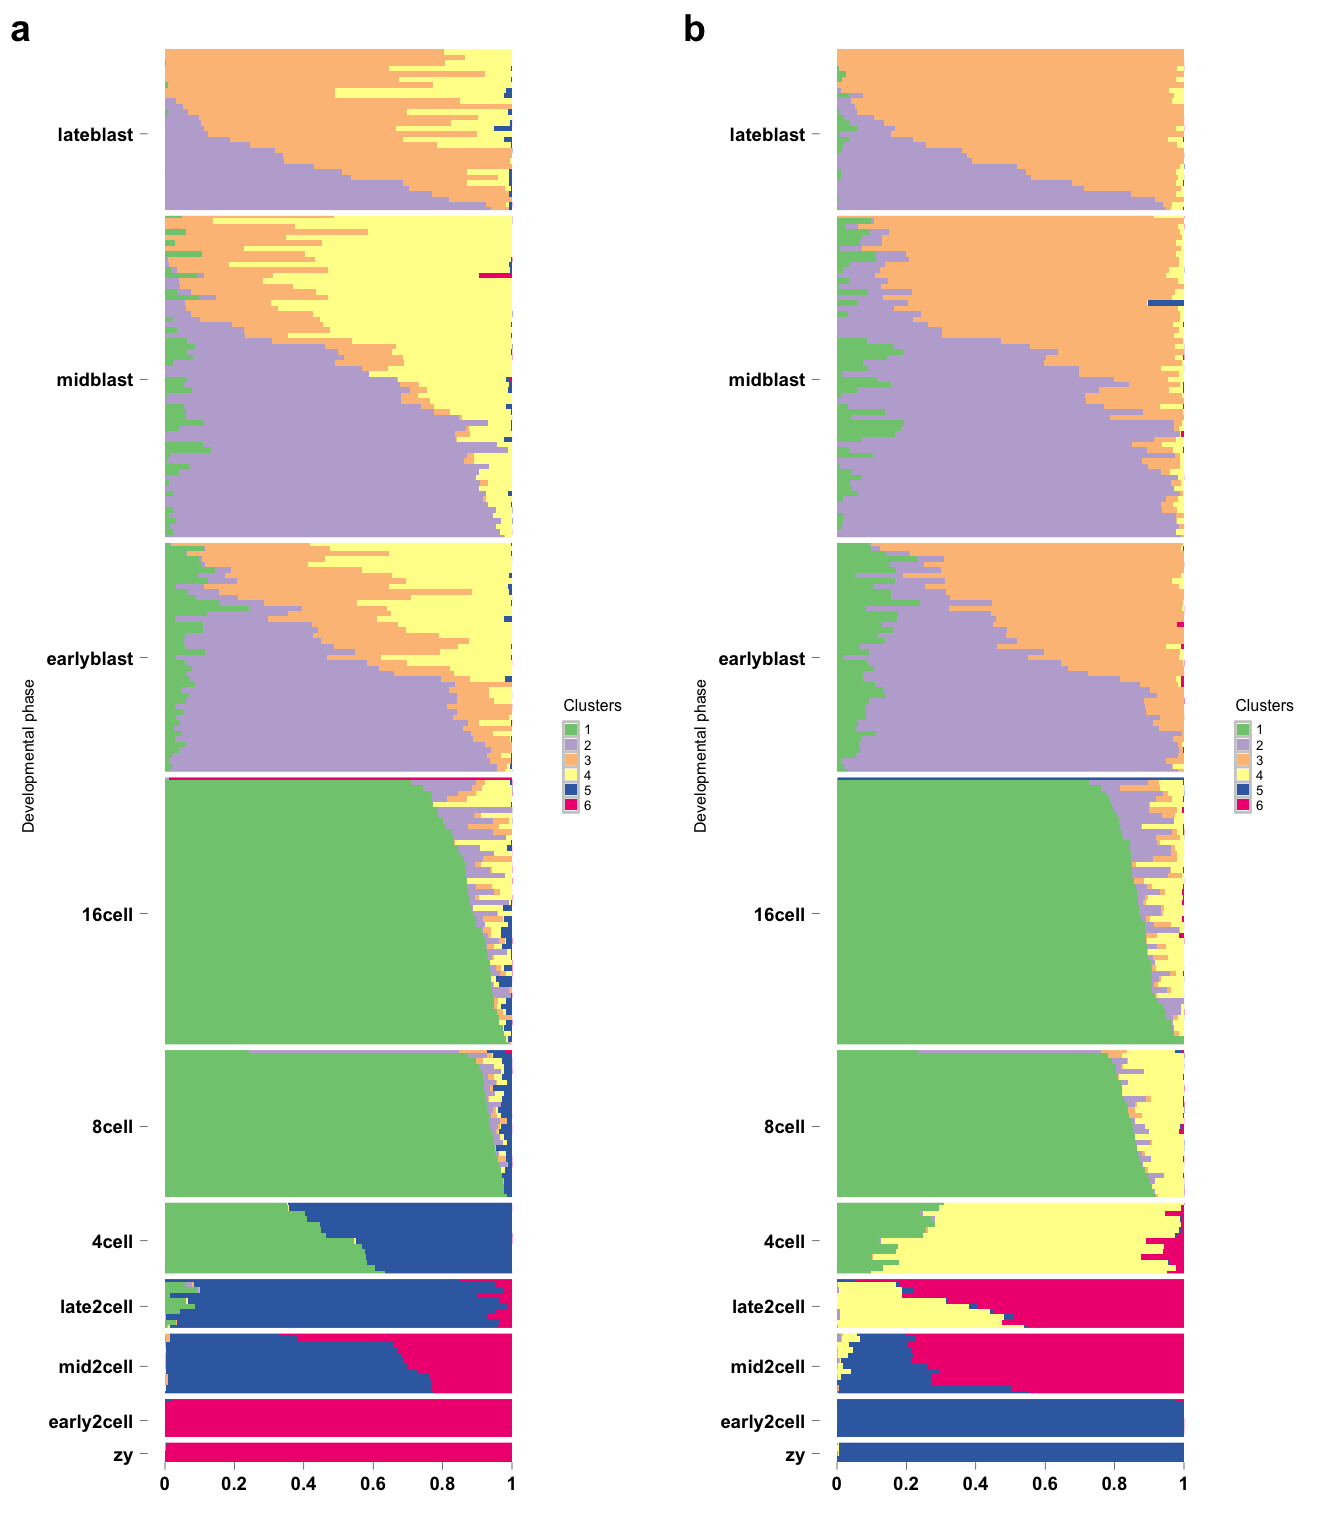 a
lateblast
midblast
earlyblast
16cell
8cell
4cell
late2cell
mid2cell
early2cell
zy
Developmental phase
0 0.2 0.4 0.6 0.8 1
Clusters
1
2
3
4
5
6
b
lateblast
midblast
earlyblast
16cell
8cell
4cell
late2cell
mid2cell
early2cell
zy
Developmental phase
0 0.2 0.4 0.6 0.8 1
Clusters
1
2
3
4
5
6